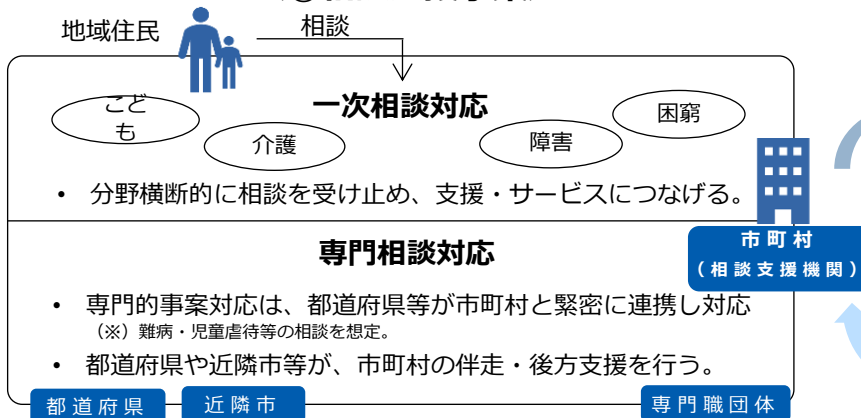 地域住民
相談
一次相談対応
こど
も
介護
障害
困窮
• 分野横断的に相談を受け止め、支援・サービスにつなげる。
市町村
（相談支援機関）
専門相談対応
• 専門的事案対応は、都道府県等が市町村と緊密に連携し対応
（※）難病・児童虐待等の相談を想定。
• 都道府県や近隣市等が、市町村の伴走・後方支援を行う。
都道府県
近隣市
専門職団体